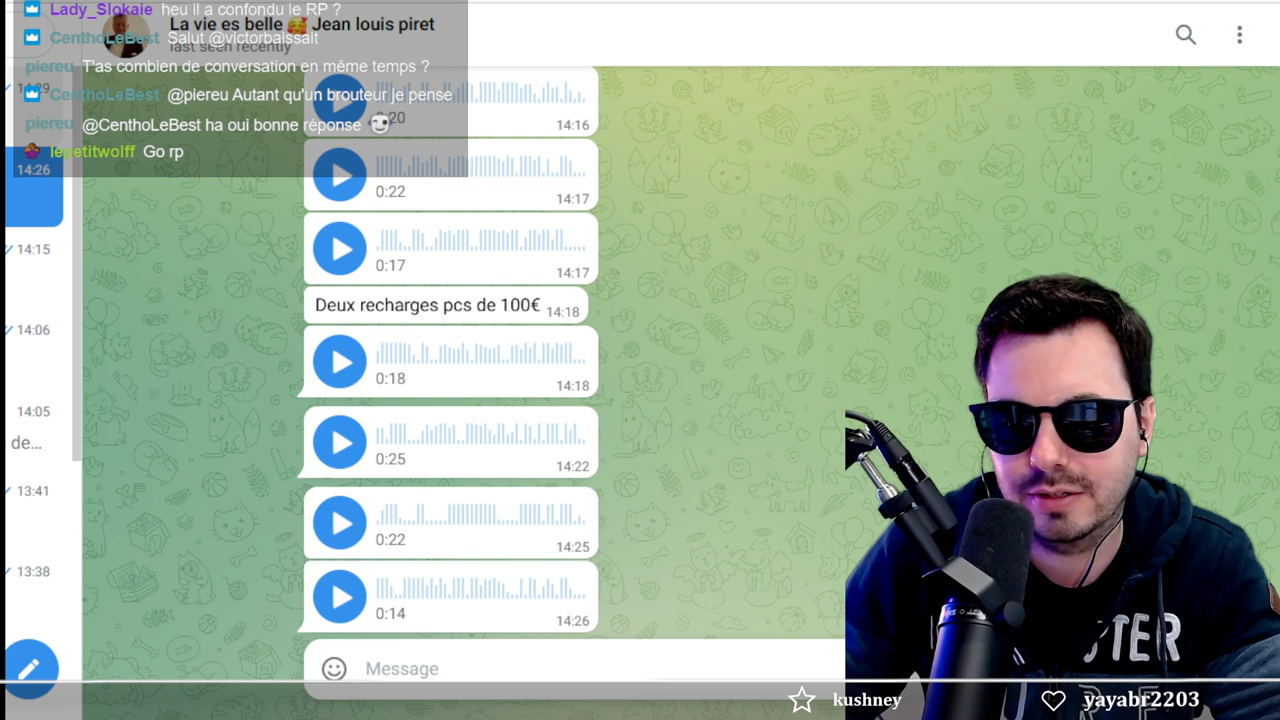 Lady_Slokaie heu il a confondu le RP ?
La vie es belle 🥰 Jean louis piret
CenthoLeBest Salut @victorbaissait
last seen recently
piereu T'as combien de conversation en même temps ?
CenthoLeBest @piereu Autant qu'un brouteur je pense
piereu @CenthoLeBest ha oui bonne réponse
lepetitwolff Go rp
14:26
14:15
14:06
14:05
de...
13:41
13:38
14:16
0:22
14:17
0:17
14:17
Deux recharges pcs de 100€ 14:18
0:18
14:18
0:25
14:22
0:22
14:25
0:14
14:26
Message
kushney
yayabr2203